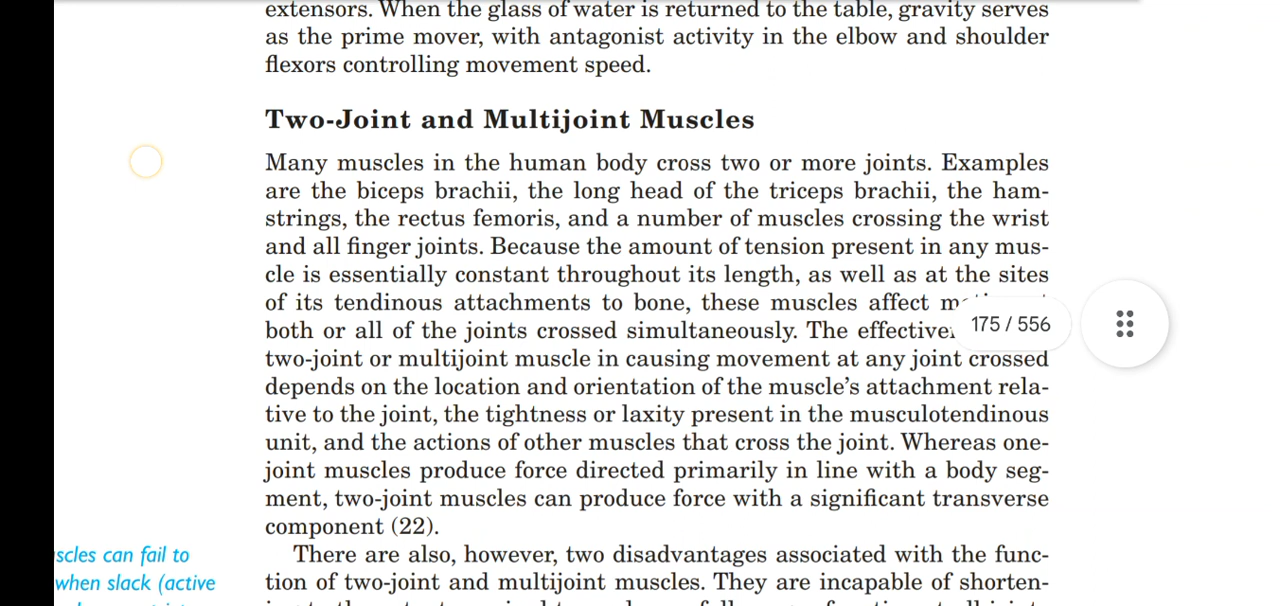 extensors. When the glass of water is returned to the table, gravity serves
as the prime mover, with antagonist activity in the elbow and shoulder
flexors controlling movement speed.
Two-Joint and Multijoint Muscles
Many muscles in the human body cross two or more joints. Examples
are the biceps brachii, the long head of the triceps brachii, the ham-
strings, the rectus femoris, and a number of muscles crossing the wrist
and all finger joints. Because the amount of tension present in any mus-
cle is essentially constant throughout its length, as well as at the sites
of its tendinous attachments to bone, these muscles affect
both or all of the joints crossed simultaneously. The
175 / 556
two-joint or multijoint muscle in causing movement at any joint crossed
depends on the location and orientation of the muscle's attachment rela-
tive to the joint, the tightness or laxity present in the musculotendinous
unit, and the actions of other muscles that cross the joint. Whereas one-
joint muscles produce force directed primarily in line with a body seg-
ment, two-joint muscles can produce force with a significant transverse
component (22).
scles can fail to
when slack (active
There are also, however, two disadvantages associated with the func-
tion of two-joint and multijoint muscles. They are incapable of shorten-